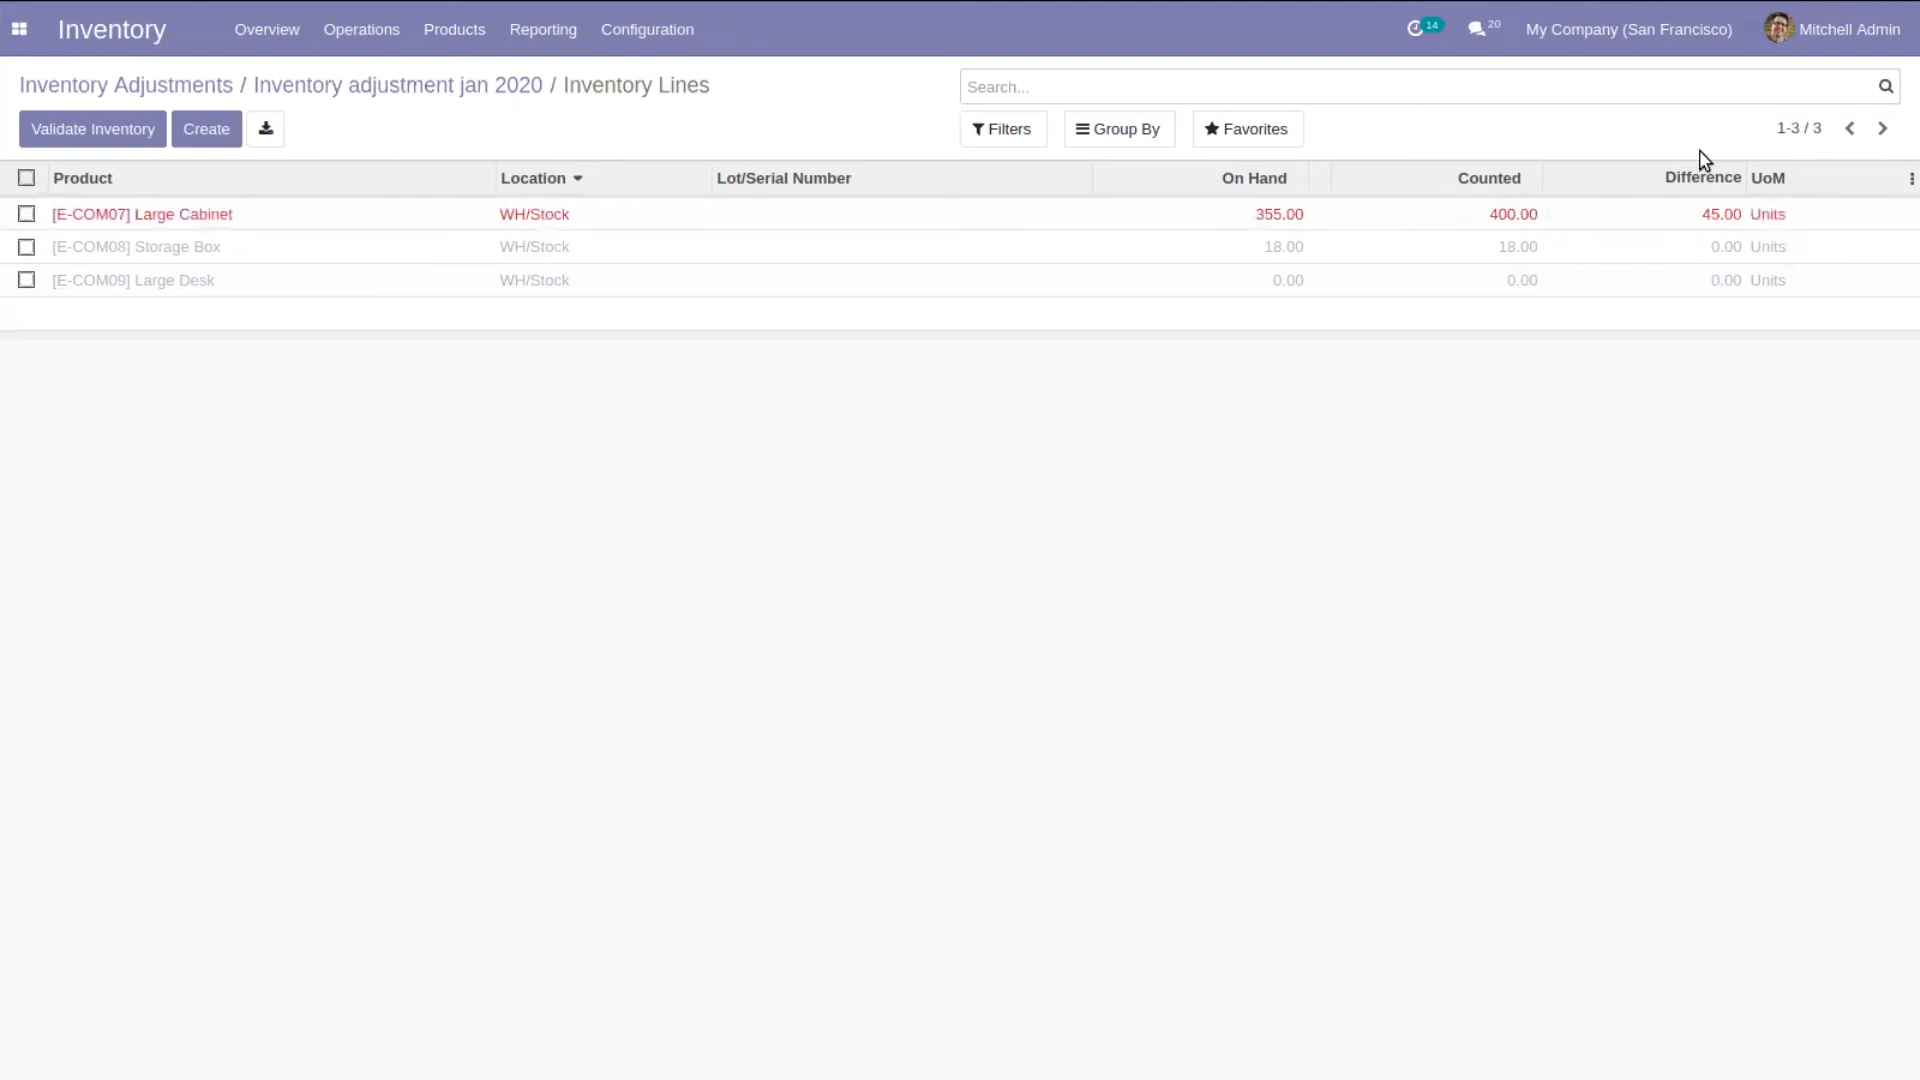 Inventory Overview Operations Products Reporting Configuration 14 20 My Company (San Francisco) Mitchell Admin
Inventory Adjustments / Inventory adjustment jan 2020 / Inventory Lines
Search...
Validate Inventory Create Filters Group By Favorites 1-3 / 3
Product Location Lot/Serial Number On Hand Counted Difference UoM
[E-COM07] Large Cabinet WH/Stock 355.00 400.00 45.00 Units
[E-COM08] Storage Box WH/Stock 18.00 18.00 0.00 Units
[E-COM09] Large Desk WH/Stock 0.00 0.00 0.00 Units